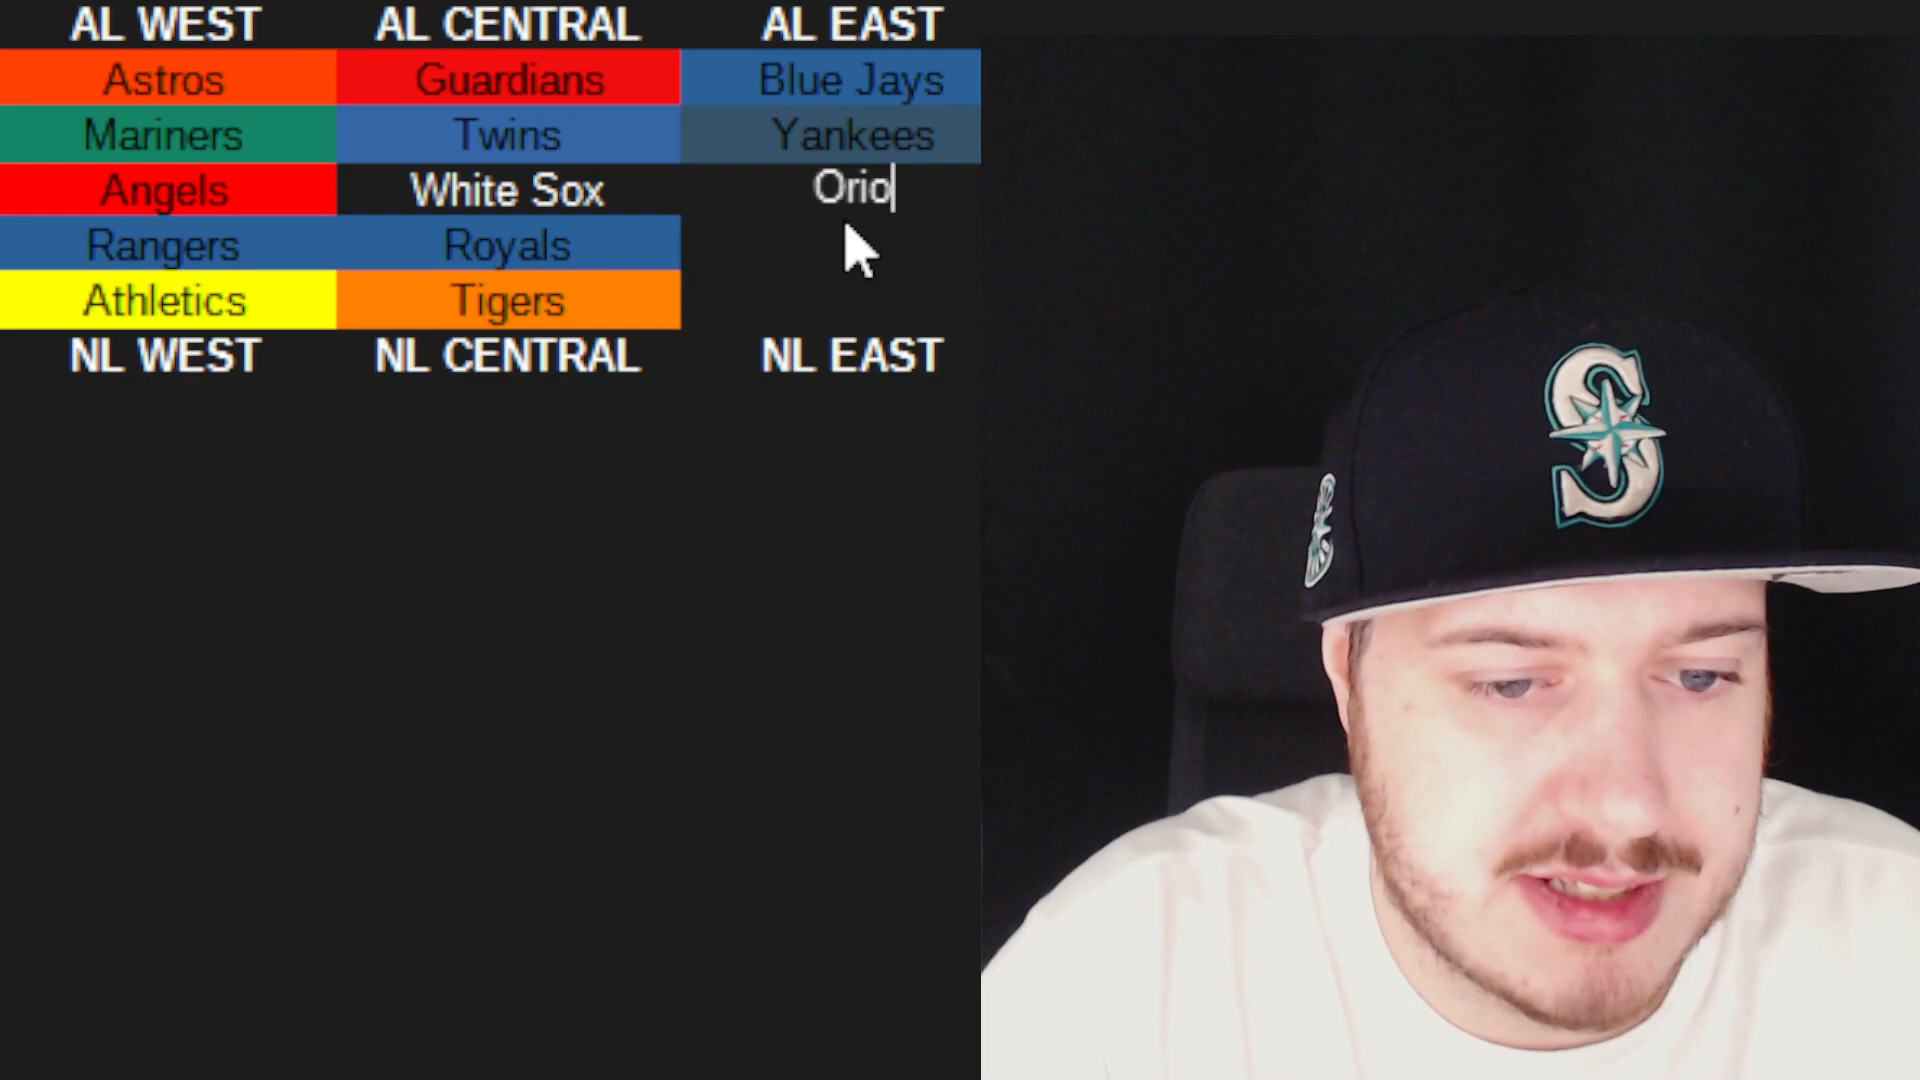 AL WEST AL CENTRAL AL EAST
Astros Guardians Blue Jays
Mariners Twins Yankees
Angels White Sox Orio
Rangers Royals
Athletics Tigers
NL WEST NL CENTRAL NL EAST
S